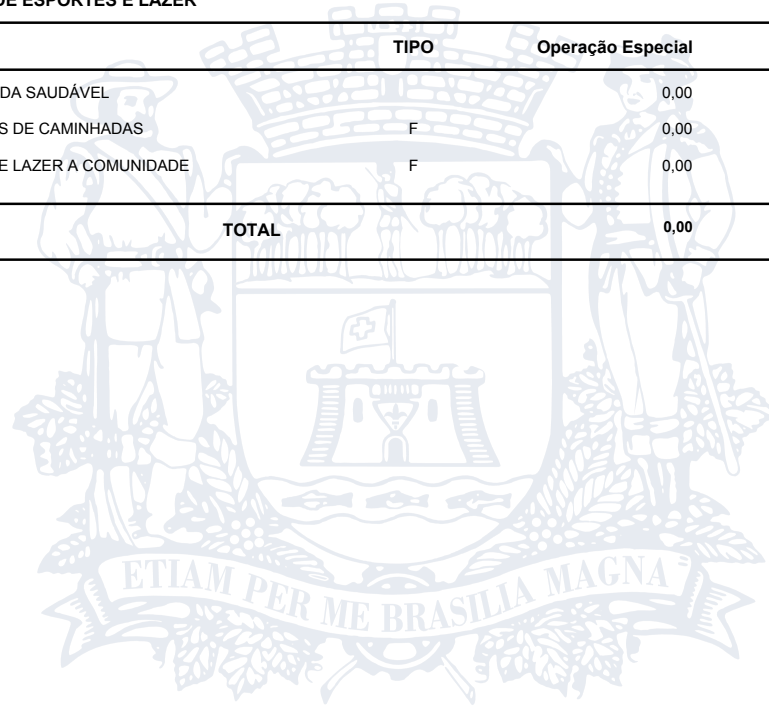 DE ESPORTES E LAZER
TIPO Operação Especial
DA SAUDÁVEL 0,00
S DE CAMINHADAS F 0,00
E LAZER A COMUNIDADE F 0,00
TOTAL 0,00
ETIAM PER ME BRASILIA MAGNA